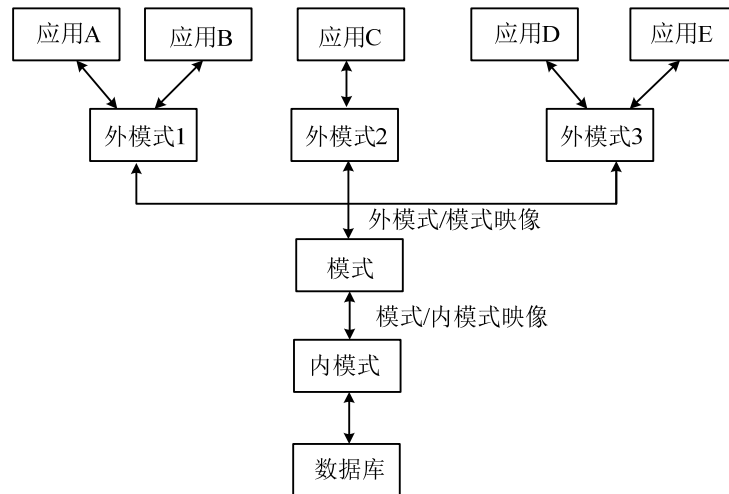 应用A
应用B
应用C
应用D
应用E
外模式1
外模式2
外模式3
外模式/模式映像
模式
模式/内模式映像
内模式
数据库